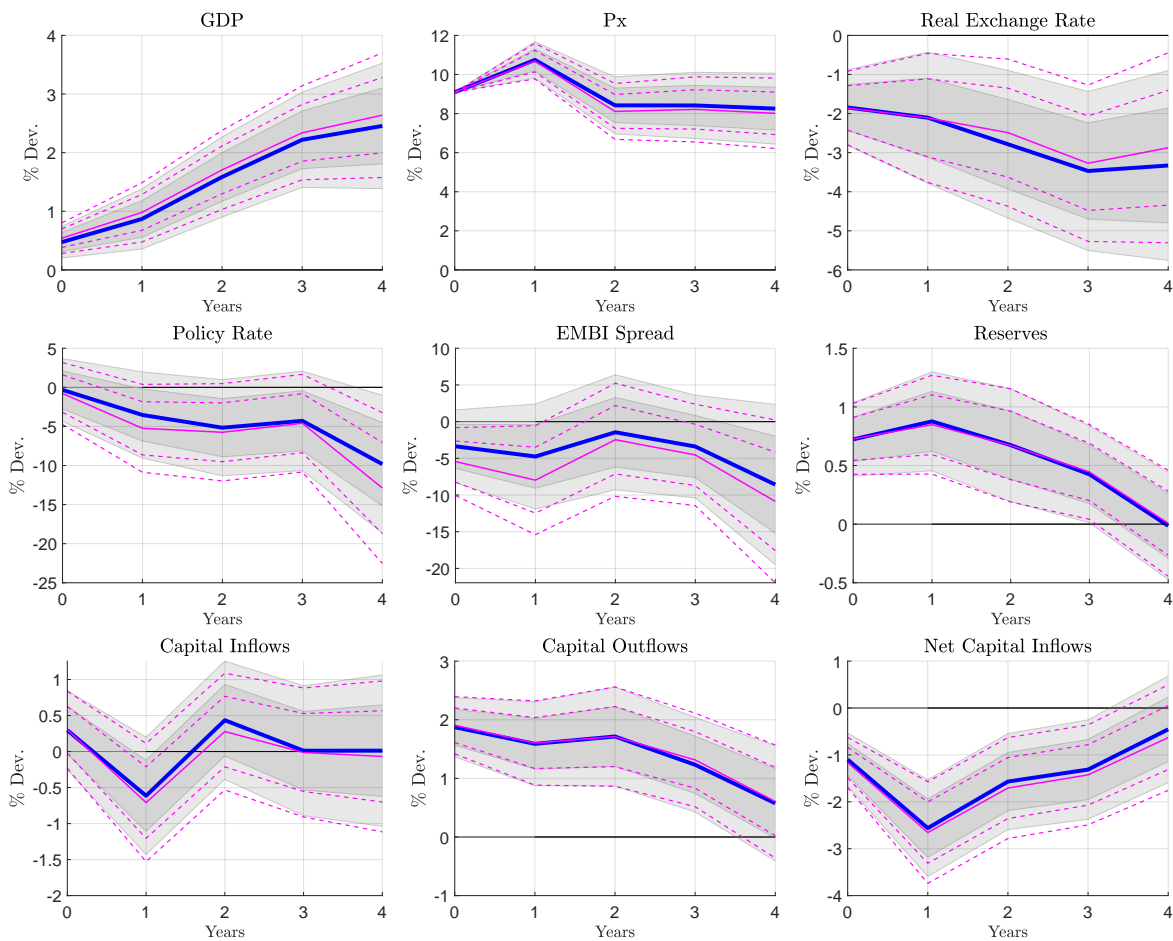 GDP
Px
Real Exchange Rate
4
3
2
1
0
% Dev.
0 1 2 3 4
Years
12
10
8
6
4
2
0
% Dev.
0 1 2 3 4
Years
0
-1
-2
-3
-4
-5
-6
% Dev.
0 1 2 3 4
Years
Policy Rate
EMBI Spread
Reserves
5
0
-5
-10
-15
-20
-25
% Dev.
0 1 2 3 4
Years
10
5
0
-5
-10
-15
-20
% Dev.
0 1 2 3 4
Years
1.5
1
0.5
0
-0.5
% Dev.
0 1 2 3 4
Years
Capital Inflows
Capital Outflows
Net Capital Inflows
1
0.5
0
-0.5
-1
-1.5
-2
% Dev.
0 1 2 3 4
Years
3
2
1
0
-1
% Dev.
0 1 2 3 4
Years
1
0
-1
-2
-3
-4
% Dev.
0 1 2 3 4
Years